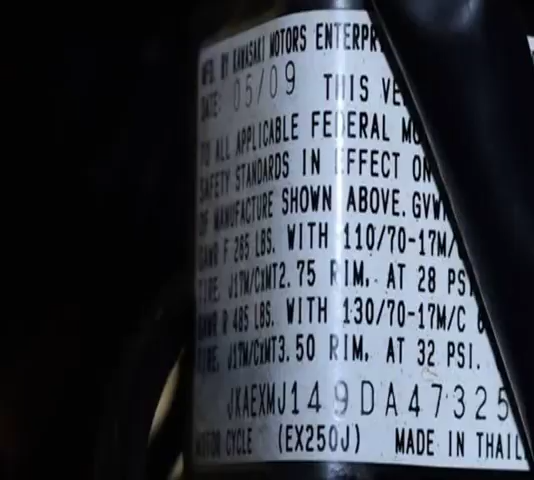 MFD. BY KAWASAKI MOTORS ENTERPR
DATE: 05/09 THIS VE
TO ALL APPLICABLE FEDERAL MO
SAFETY STANDARDS IN EFFECT ON
OF MANUFACTURE SHOWN ABOVE. GVW
GAWR F 265 LBS. WITH 110/70-17M/
TIRE, J17M/CXMT2.75 RIM, AT 28 PSI
GAWR R 485 LBS. WITH 130/70-17M/C
TIRE, J17M/CXMT3.50 RIM, AT 32 PSI.
JKAEXMJ149DA47325
MOTOR CYCLE (EX250J) MADE IN THAIL